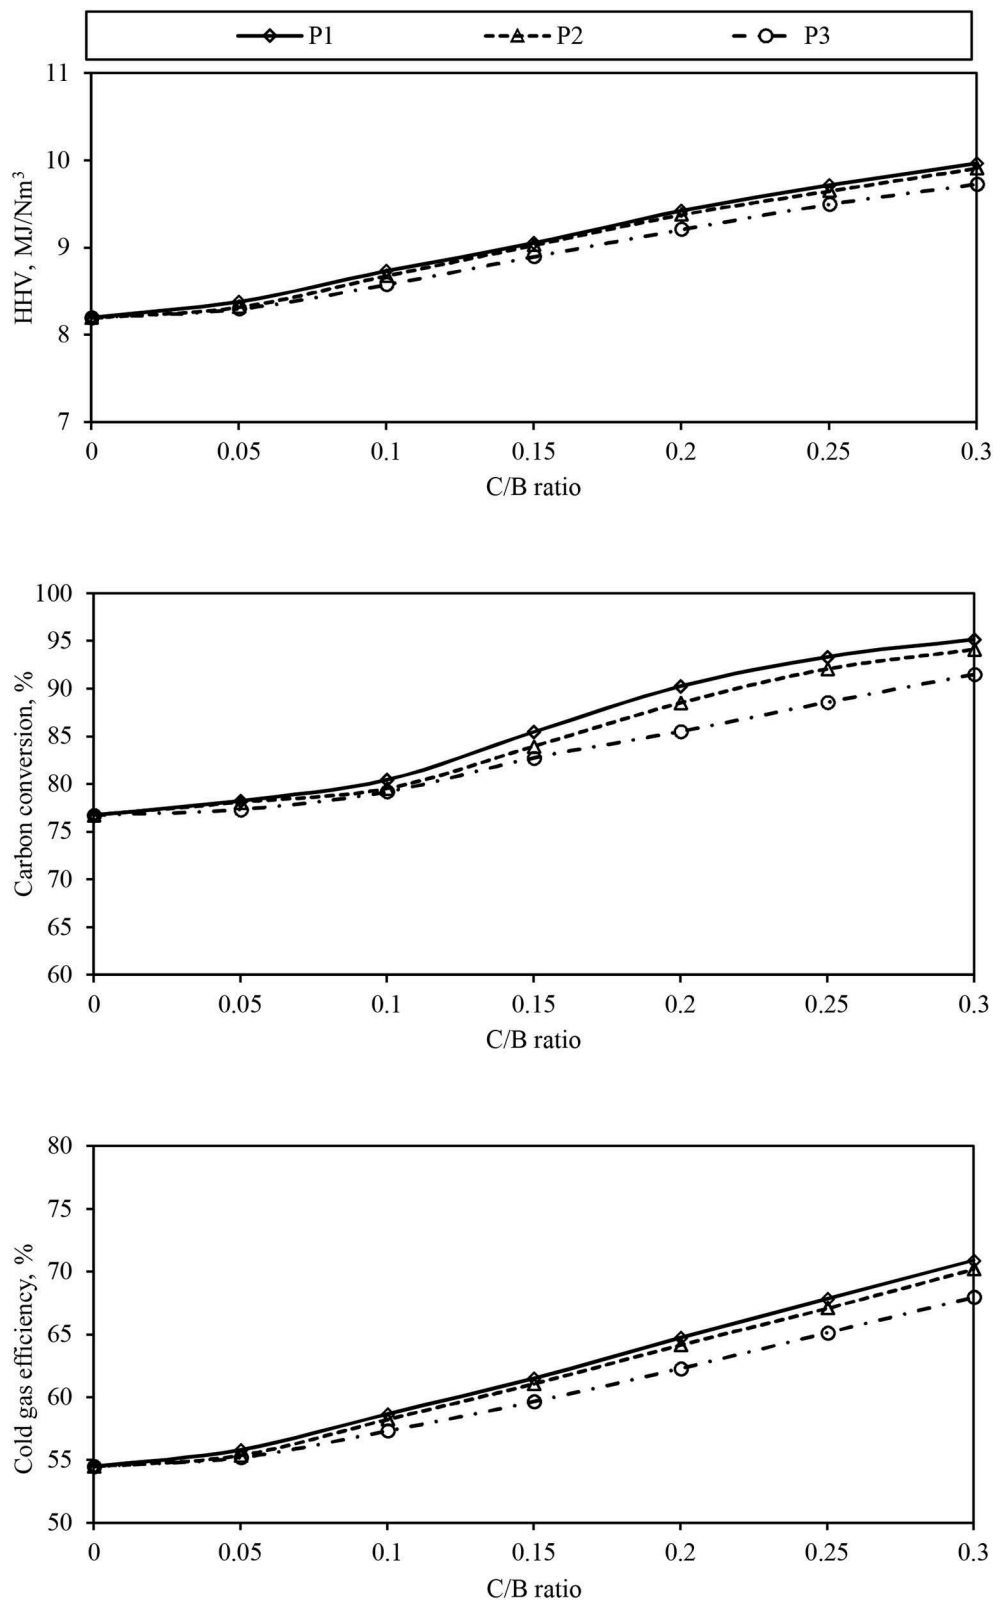 P1 P2 P3
11
10
9
8
7
HHV, MJ/Nm³
0 0.05 0.1 0.15 0.2 0.25 0.3
C/B ratio
100
95
90
85
80
75
70
65
60
Carbon conversion, %
0 0.05 0.1 0.15 0.2 0.25 0.3
C/B ratio
80
75
70
65
60
55
50
Cold gas efficiency, %
0 0.05 0.1 0.15 0.2 0.25 0.3
C/B ratio